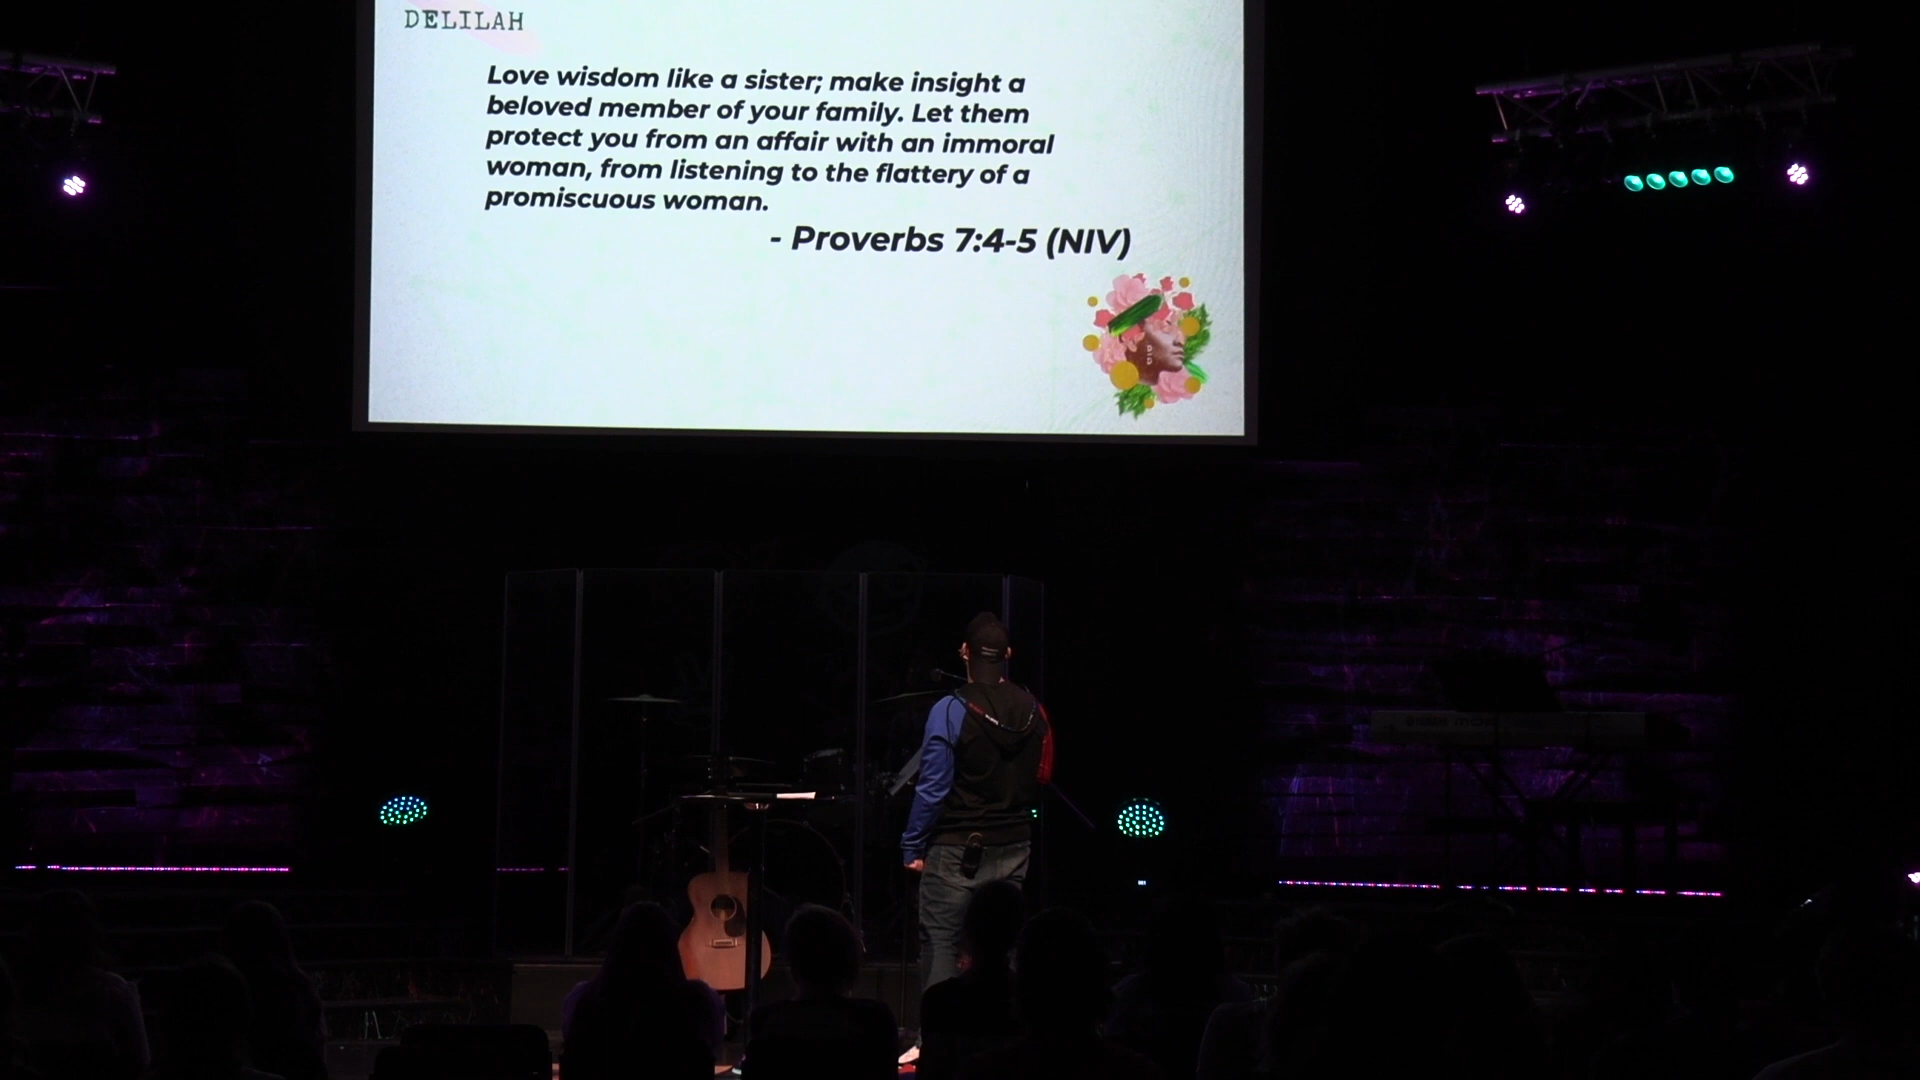 DELILAH
Love wisdom like a sister; make insight a
beloved member of your family. Let them
protect you from an affair with an immoral
woman, from listening to the flattery of a
promiscuous woman.
- Proverbs 7:4-5 (NIV)